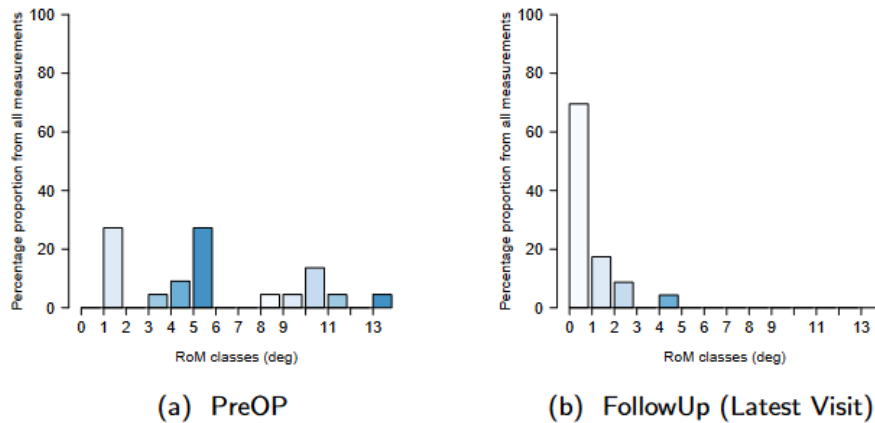 Percentage proportion from all measurements
100
80
60
40
20
0
0 1 2 3 4 5 6 7 8 9 11 13
RoM classes (deg)
(a) PreOP
Percentage proportion from all measurements
100
80
60
40
20
0
0 1 2 3 4 5 6 7 8 9 11 13
RoM classes (deg)
(b) FollowUp (Latest Visit)